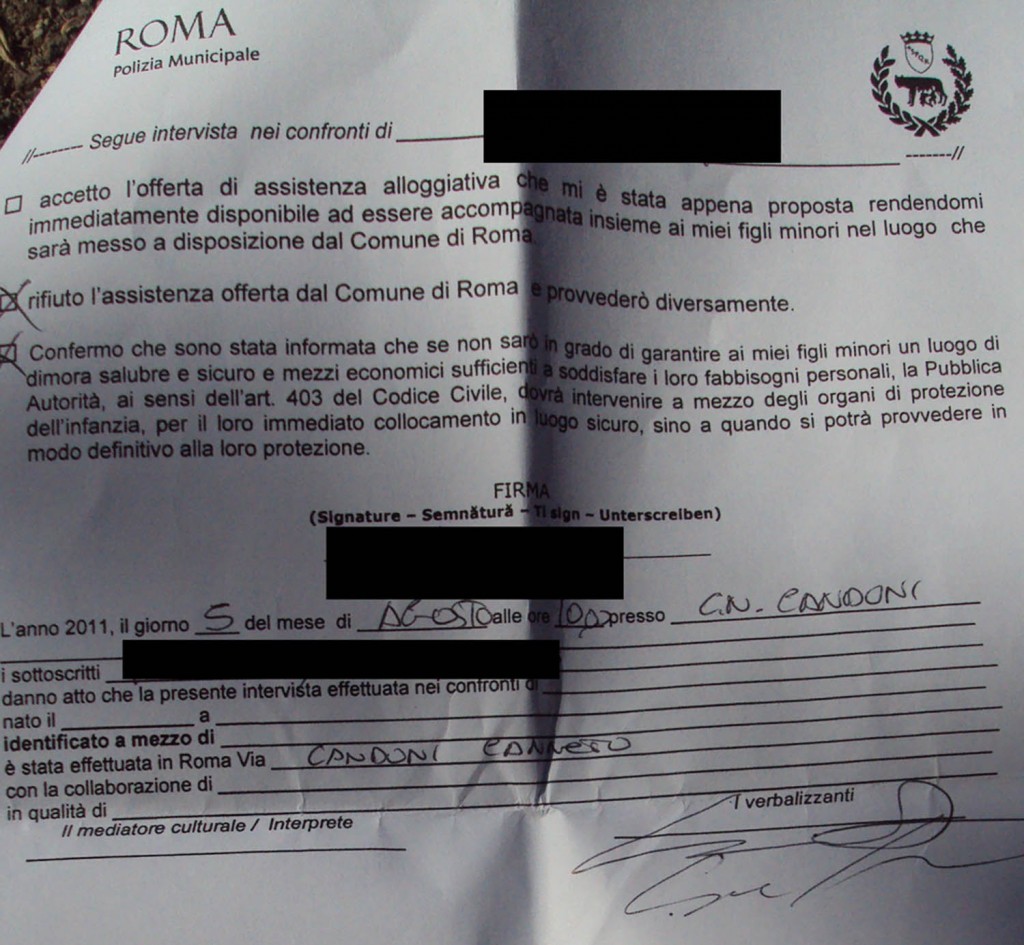 ROMA
Polizia Municipale
//-------- Segue intervista nei confronti di -------//
accetto l'offerta di assistenza alloggiativa che mi è stata appena proposta rendendomi
immediatamente disponibile ad essere accompagnata insieme ai miei figli minori nel luogo che
sarà messo a disposizione dal Comune di Roma.
rifiuto l'assistenza offerta dal Comune di Roma e provvederò diversamente.
Confermo che sono stata informata che se non sarò in grado di garantire ai miei figli minori un luogo di
dimora salubre e sicuro e mezzi economici sufficienti a soddisfare i loro fabbisogni personali, la Pubblica
Autorità, ai sensi dell'art. 403 del Codice Civile, dovrà intervenire a mezzo degli organi di protezione
dell'infanzia, per il loro immediato collocamento in luogo sicuro, sino a quando si potrà provvedere in
modo definitivo alla loro protezione.
FIRMA
(Signature – Semnătură – Ti sign – Unterscreiben)
L'anno 2011, il giorno 5 del mese di AGOSTO alle ore presso C.N. CANDONI
i sottoscritti
danno atto che la presente intervista effettuata nei confronti di
nato il a
identificato a mezzo di
è stata effettuata in Roma Via CANDONI
con la collaborazione di
in qualità di
Il mediatore culturale / Interprete
I verbalizzanti